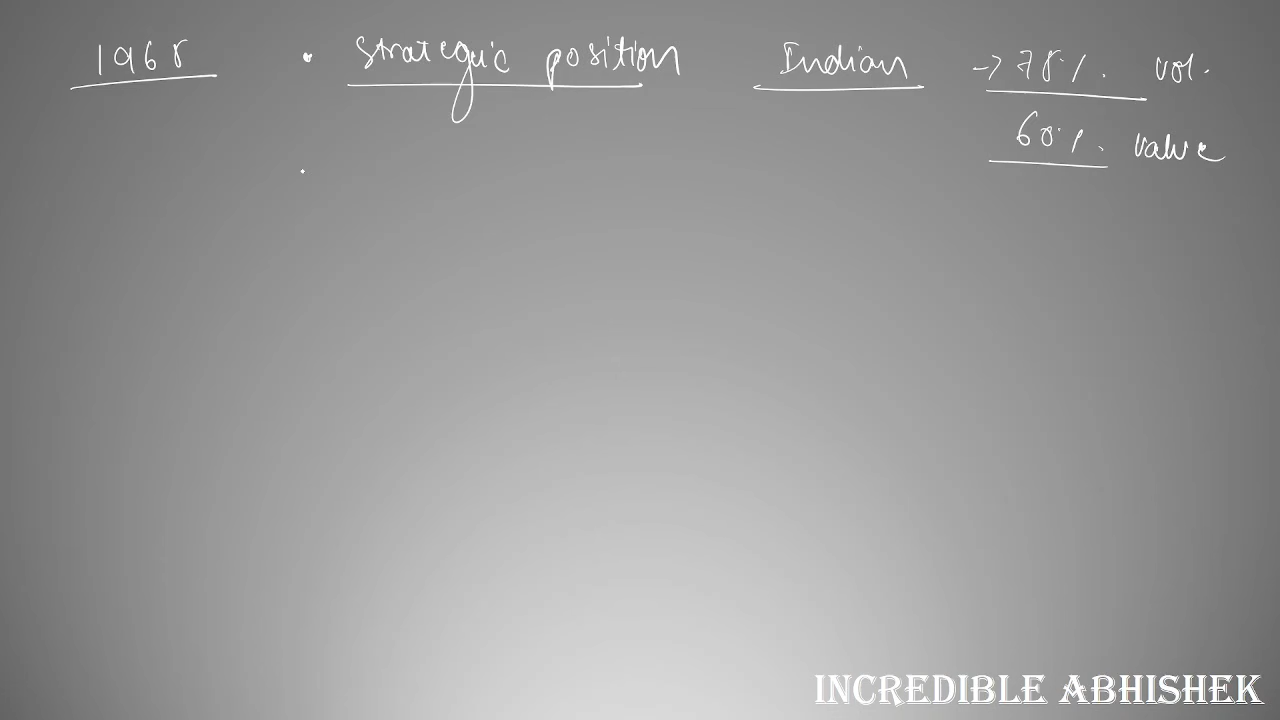 1968 • Strategic position Indian → 78%. vol.
60%. value
•
INCREDIBLE ABHISHEK